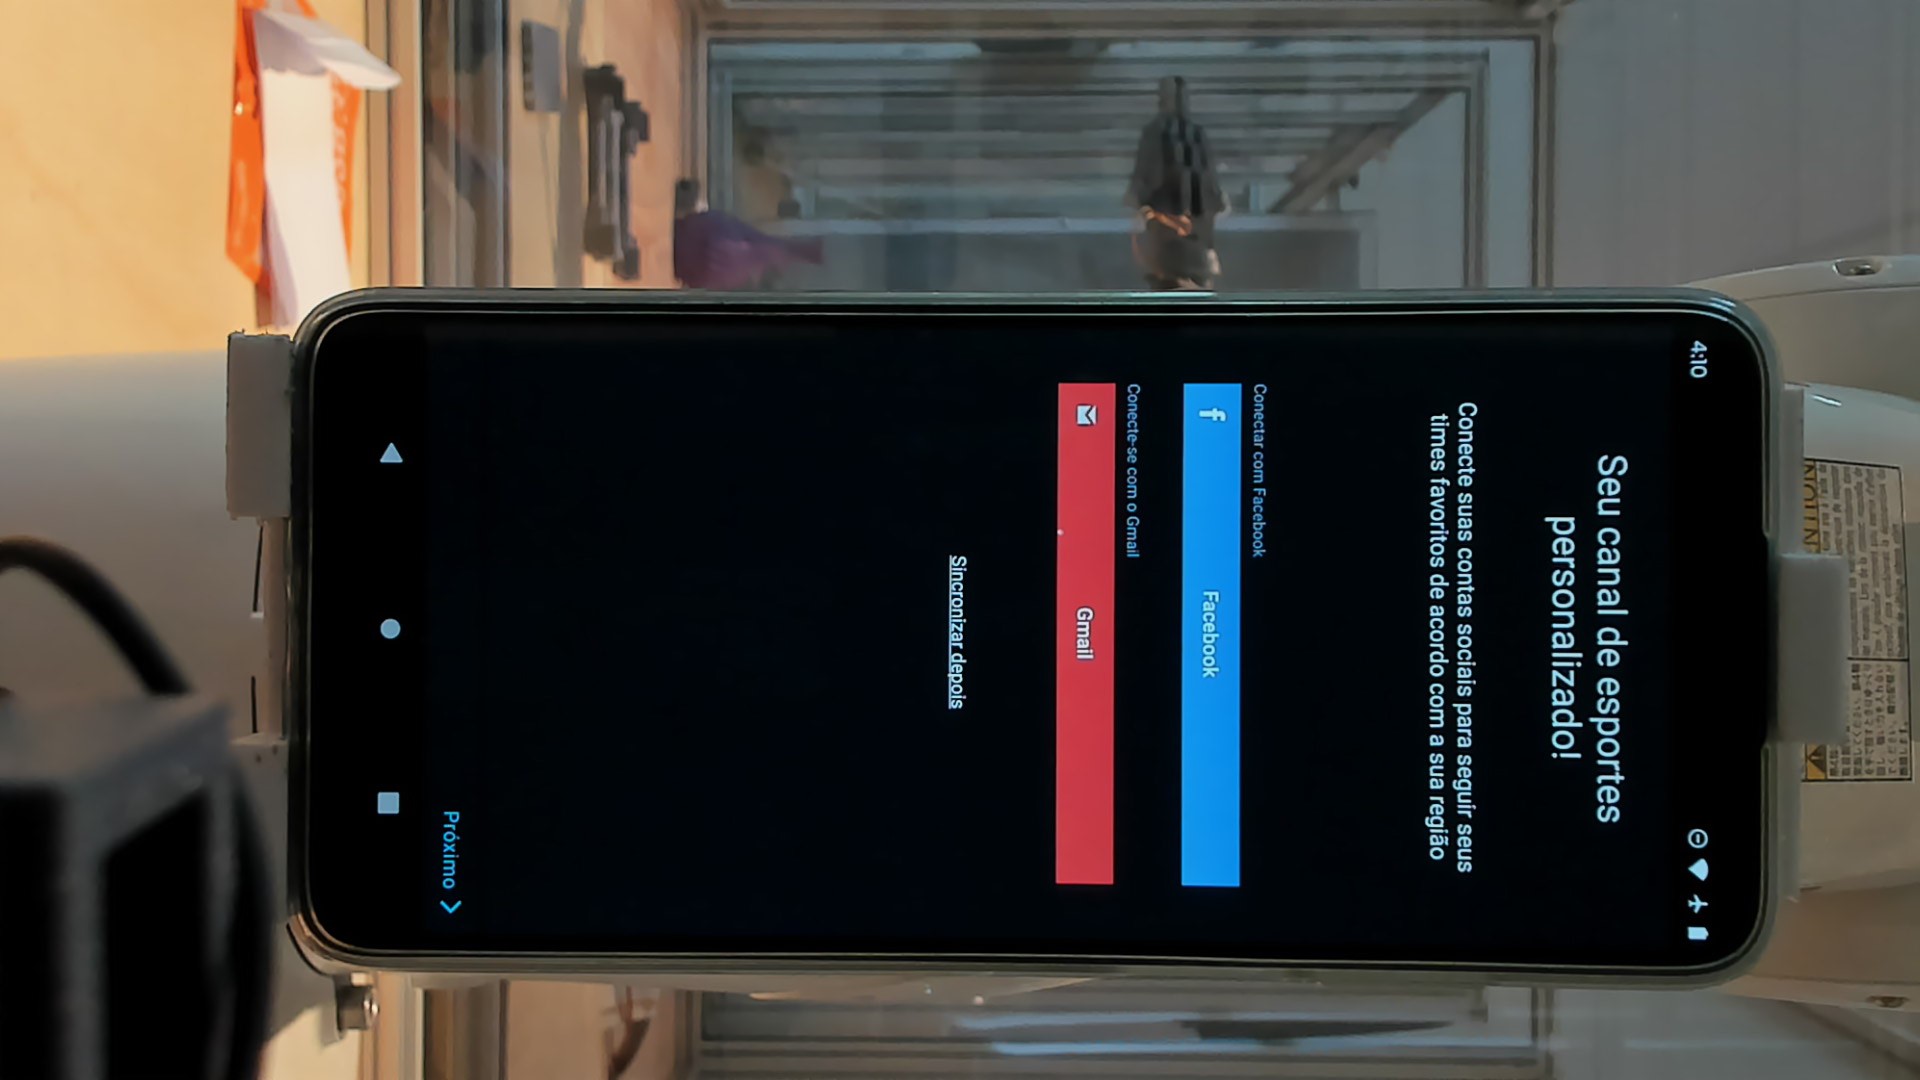 4:10
Seu canal de esportes
personalizado!
Conecte suas contas sociais para seguir seus
times favoritos de acordo com a sua região
Conectar com Facebook
f
Facebook
Conecte-se com o Gmail
Gmail
Sincronizar depois
Próximo